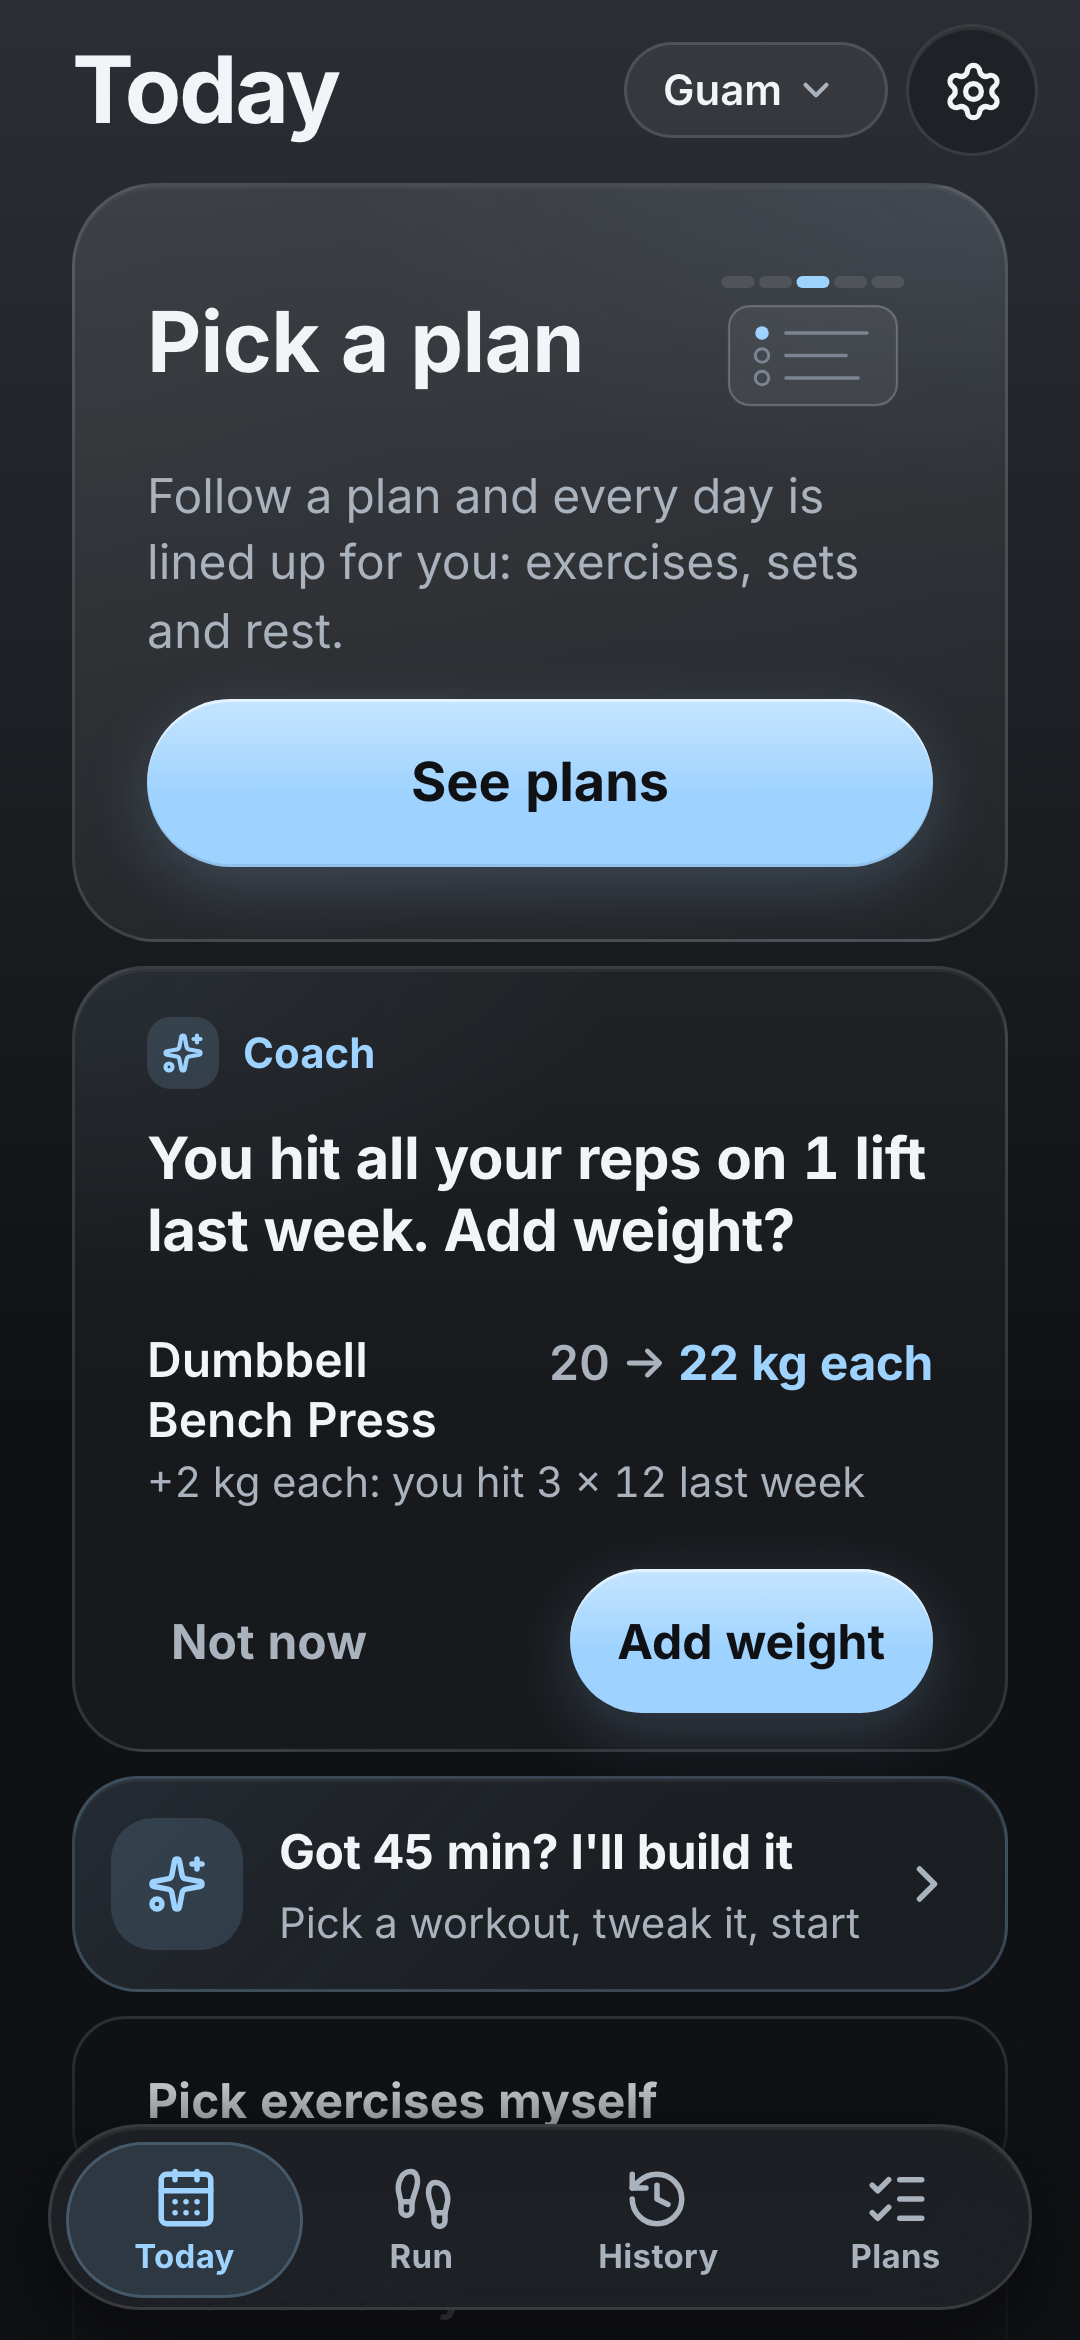 Today
Guam
Pick a plan
Follow a plan and every day is
lined up for you: exercises, sets
and rest.
See plans
Coach
You hit all your reps on 1 lift
last week. Add weight?
Dumbbell
Bench Press
20 → 22 kg each
+2 kg each: you hit 3 × 12 last week
Not now
Add weight
Got 45 min? I'll build it
Pick a workout, tweak it, start
Pick exercises myself
Today
Run
History
Plans